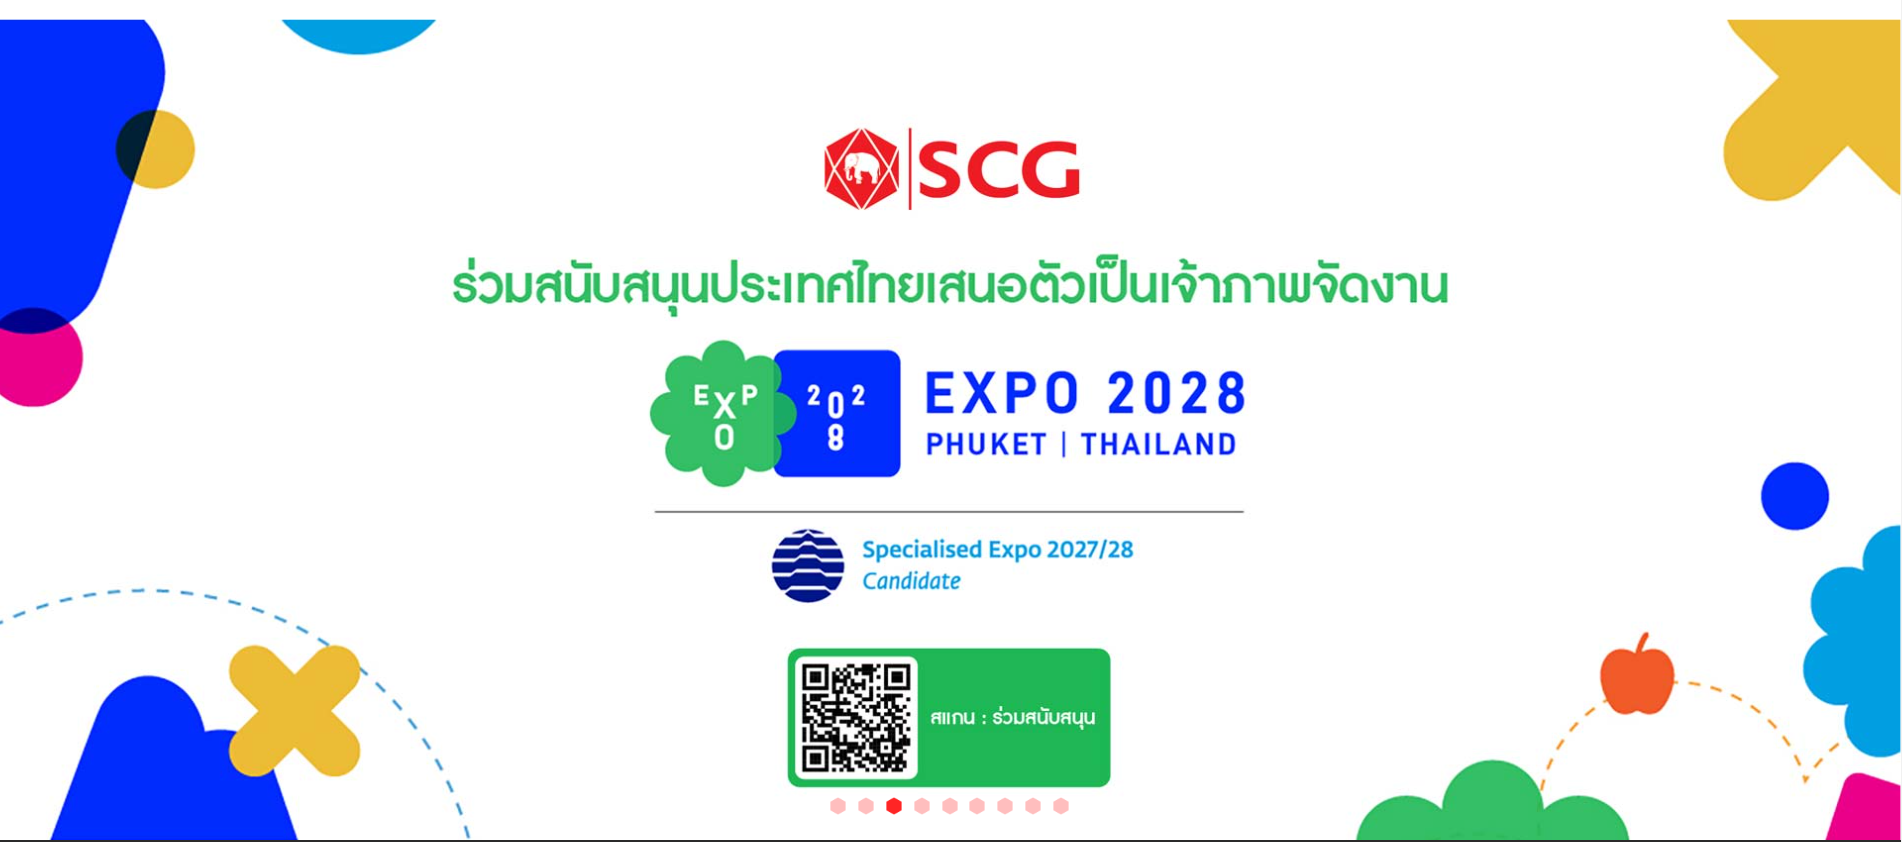 SCG
ร่วมสนับสนุนประเทศไทยเสนอตัวเป็นเจ้าภาพจัดงาน
EXPO
2028
EXPO 2028
PHUKET | THAILAND
Specialised Expo 2027/28
Candidate
สแกน : ร่วมสนับสนุน